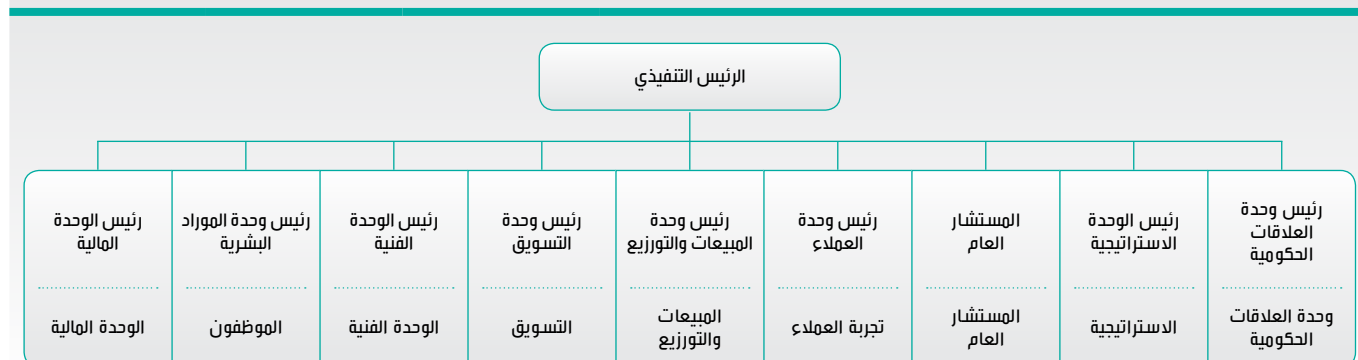 الرئيس التنفيذي
رئيس وحدة
العلاقات
الحكومية
وحدة العلاقات
الحكومية
رئيس الوحدة
الاستراتيجية
الاستراتيجية
المستشار
العام
المستشار
العام
رئيس وحدة
العملاء
تجربة العملاء
رئيس وحدة
المبيعات والتورزيع
المبيعات
والتورزيع
رئيس وحدة
التسويق
التسويق
رئيس الوحدة
الفنية
الوحدة الفنية
رئيس وحدة الموراد
البشرية
الموظفون
رئيس الوحدة
المالية
الوحدة المالية